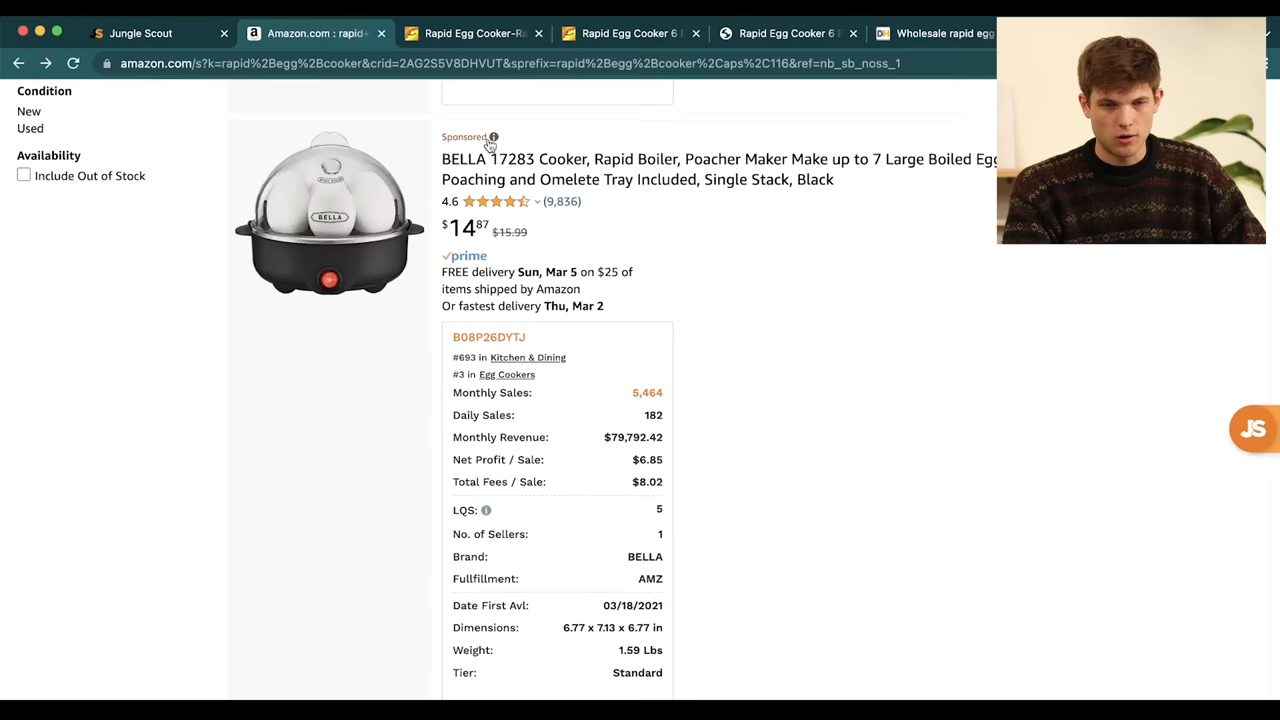 Jungle Scout
Amazon.com : rapid+
Rapid Egg Cooker-Ra
Rapid Egg Cooker 6 E
Rapid Egg Cooker 6 E
Wholesale rapid egg
amazon.com/s?k=rapid%2Begg%2Bcooker&crid=2AG2S5V8DHVUT&sprefix=rapid%2Begg%2Bcooker%2Caps%2C116&ref=nb_sb_noss_1
Condition
New
Used
Availability
Include Out of Stock
BELLA
Sponsored
BELLA 17283 Cooker, Rapid Boiler, Poacher Maker Make up to 7 Large Boiled Egg
Poaching and Omelete Tray Included, Single Stack, Black
4.6 (9,836)
$14.87 $15.99
prime
FREE delivery Sun, Mar 5 on $25 of
items shipped by Amazon
Or fastest delivery Thu, Mar 2
B08P26DYTJ
#693 in Kitchen & Dining
#3 in Egg Cookers
Monthly Sales: 5,464
Daily Sales: 182
Monthly Revenue: $79,792.42
Net Profit / Sale: $6.85
Total Fees / Sale: $8.02
LQS: 5
No. of Sellers: 1
Brand: BELLA
Fullfillment: AMZ
Date First Avl: 03/18/2021
Dimensions: 6.77 x 7.13 x 6.77 in
Weight: 1.59 Lbs
Tier: Standard
JS